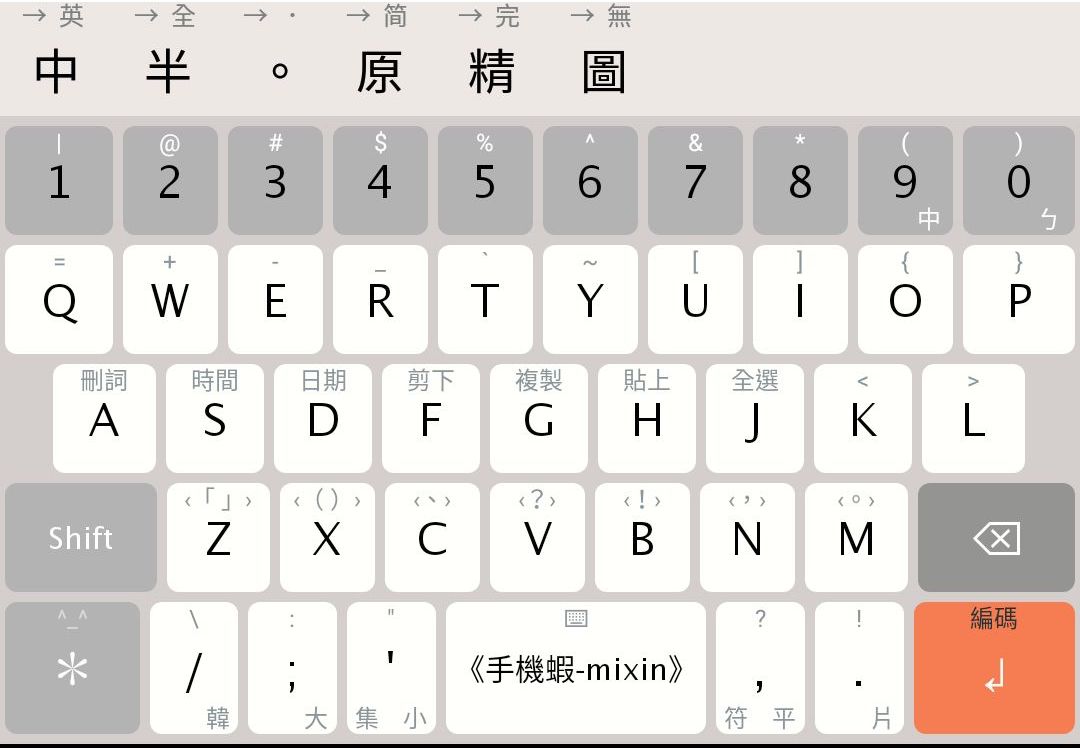 → 英 → 全 → · → 简 → 完 → 無
中 半 。 原 精 圖
| @ # $ % ^ & * ( )
1 2 3 4 5 6 7 8 9 0
中 ㄅ
= + - _ ` ~ [ ] { }
Q W E R T Y U I O P
刪詞 時間 日期 剪下 複製 貼上 全選 < >
A S D F G H J K L
‹「」› ‹（）› ‹、› ‹？› ‹！› ‹，› ‹。›
Shift Z X C V B N M
^_^ \ : " ? ! 編碼
* / ; ' 《手機蝦-mixin》 , .
韓 大 集 小 符 平 片